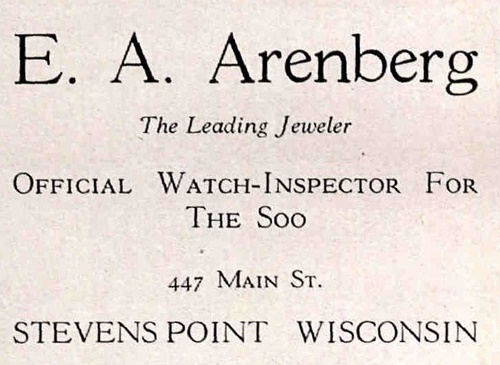 E. A. Arenberg
The Leading Jeweler
Official Watch-Inspector For
The Soo
447 Main St.
STEVENS POINT WISCONSIN